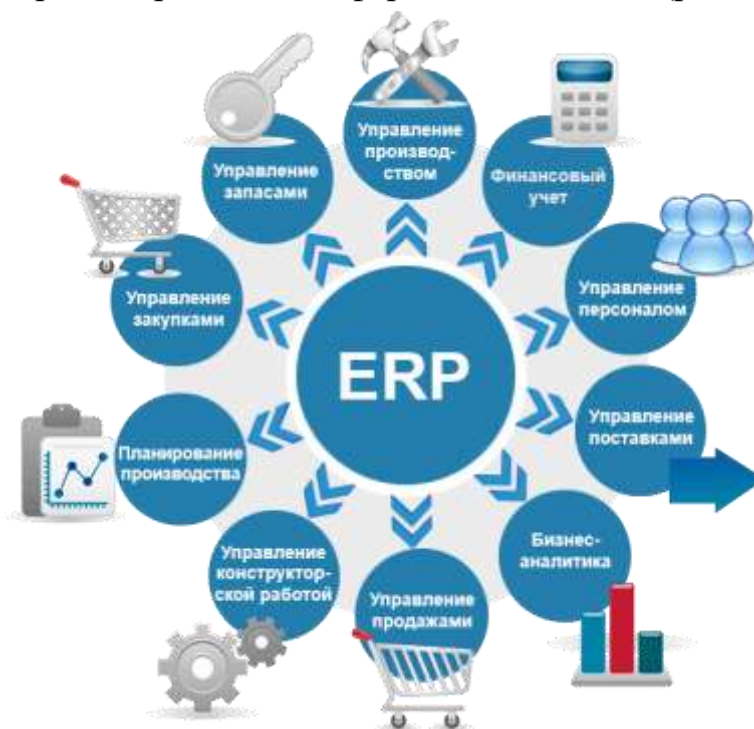 Управление
производ-
ством
Финансовый
учет
Управление
персоналом
Управление
поставками
Бизнес-
аналитика
Управление
продажами
Управление
конструктор-
ской работой
Планирование
производства
Управление
закупками
Управление
запасами
ERP